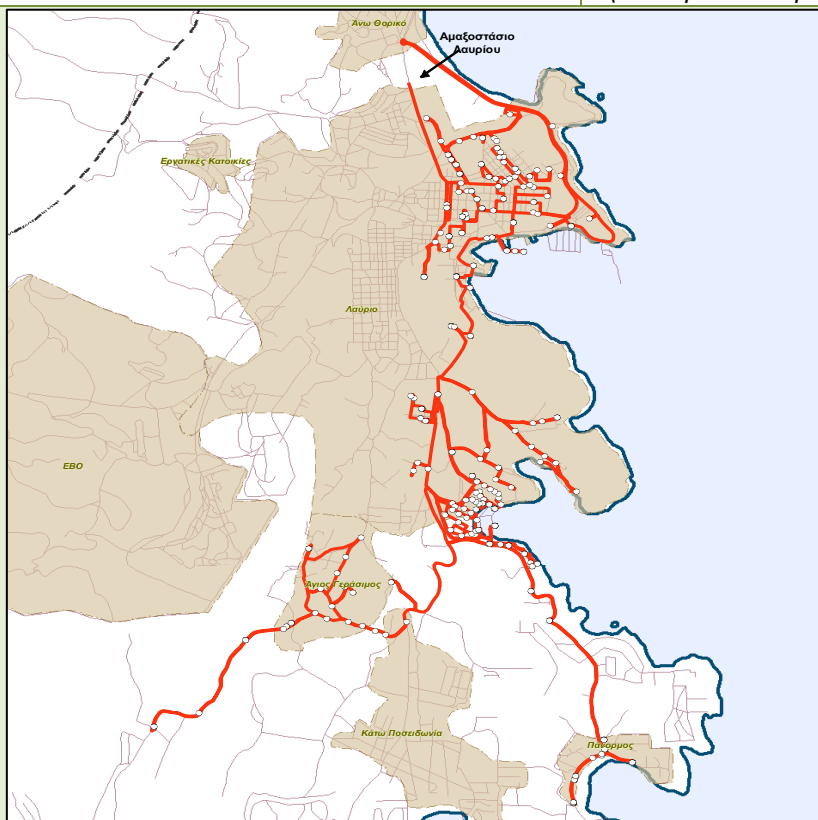 Άνω Θορικό
Αμαξοστάσιο
Λαυρίου
Εργατικές Κατοικίες
Λαύριο
ΕΒΟ
Άγιος Γεράσιμος
Κάτω Ποσειδωνία
Πάνορμος